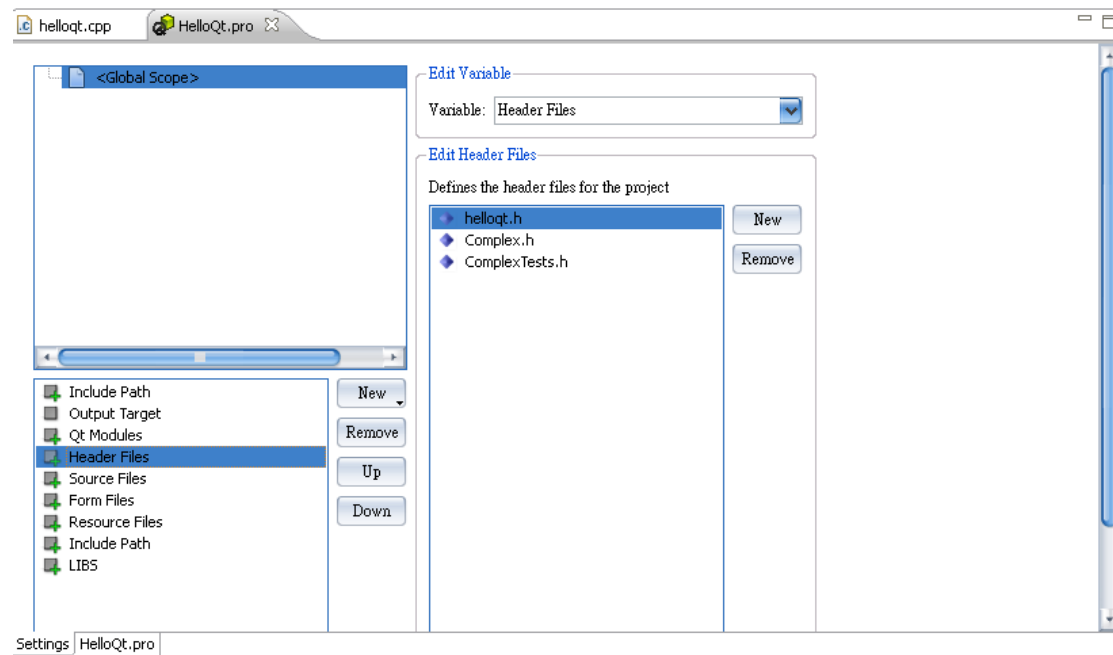 helloqt.cpp
HelloQt.pro
<Global Scope>
Edit Variable
Variable: Header Files
Edit Header Files
Defines the header files for the project
helloqt.h
Complex.h
ComplexTests.h
New
Remove
Include Path
Output Target
Qt Modules
Header Files
Source Files
Form Files
Resource Files
Include Path
LIBS
New
Remove
Up
Down
Settings
HelloQt.pro